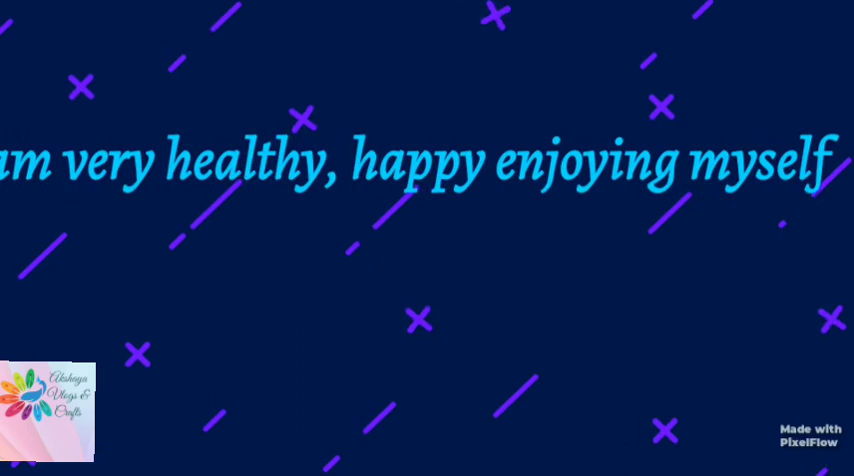 am very healthy, happy enjoying myself
Akshaya
Vlogs &
Crafts
Made with
PixelFlow